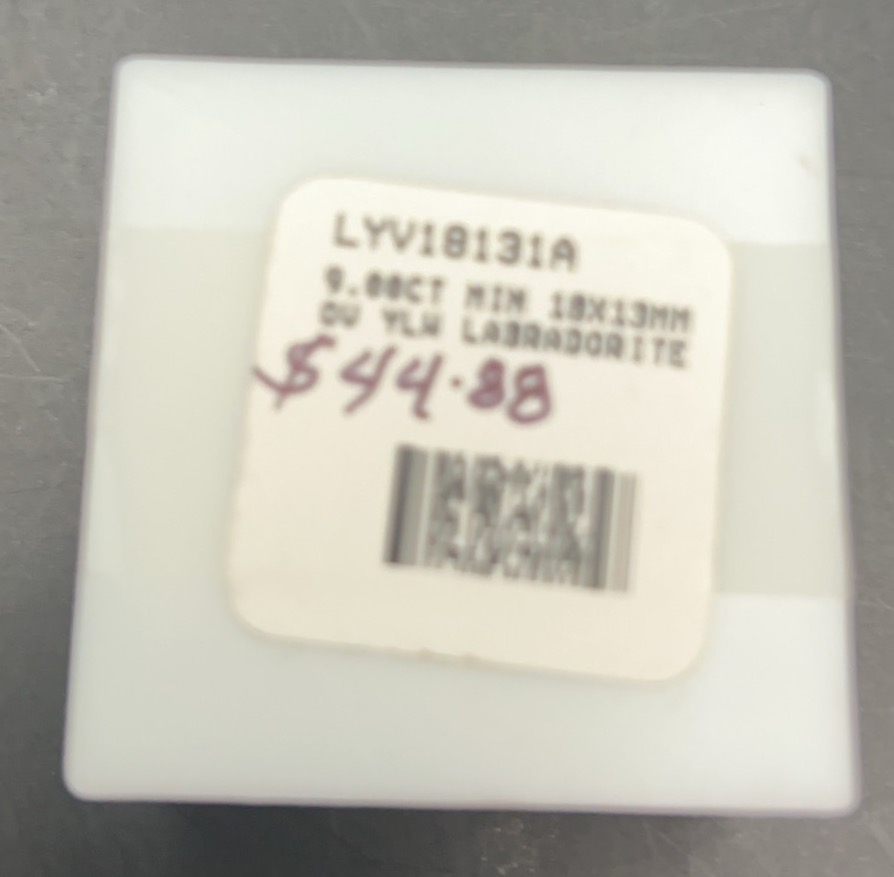 LYV18131A
9.00CT MIN 18X13MM
OV YLW LABRADORITE
$44.88